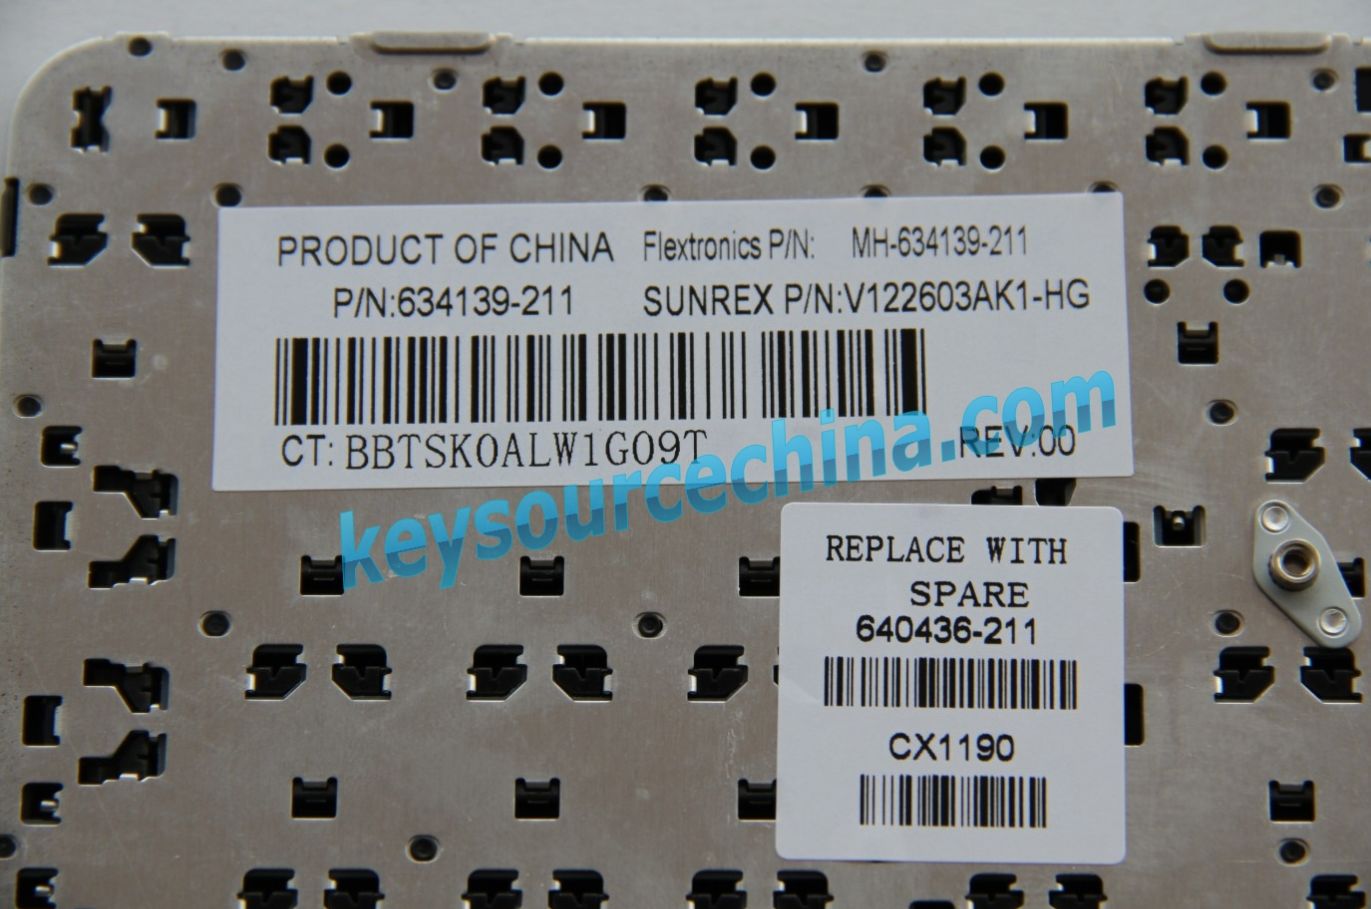 PRODUCT OF CHINA Flextronics P/N: MH-634139-211
P/N:634139-211 SUNREX P/N:V122603AK1-HG
CT: BBTSK0ALW1G09T REV:00
keysourcechina.com
REPLACE WITH
SPARE
640436-211
CX1190